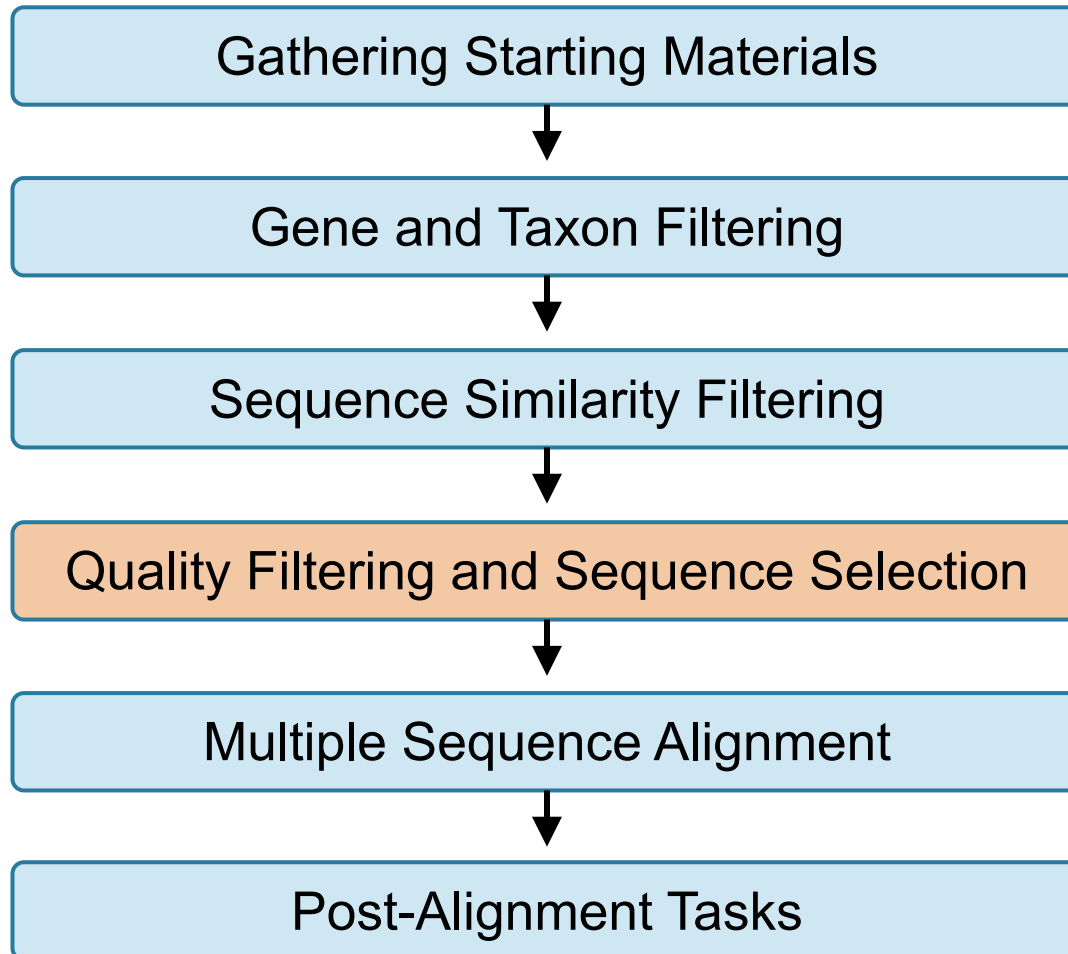 Gathering Starting Materials
Gene and Taxon Filtering
Sequence Similarity Filtering
Quality Filtering and Sequence Selection
Multiple Sequence Alignment
Post-Alignment Tasks